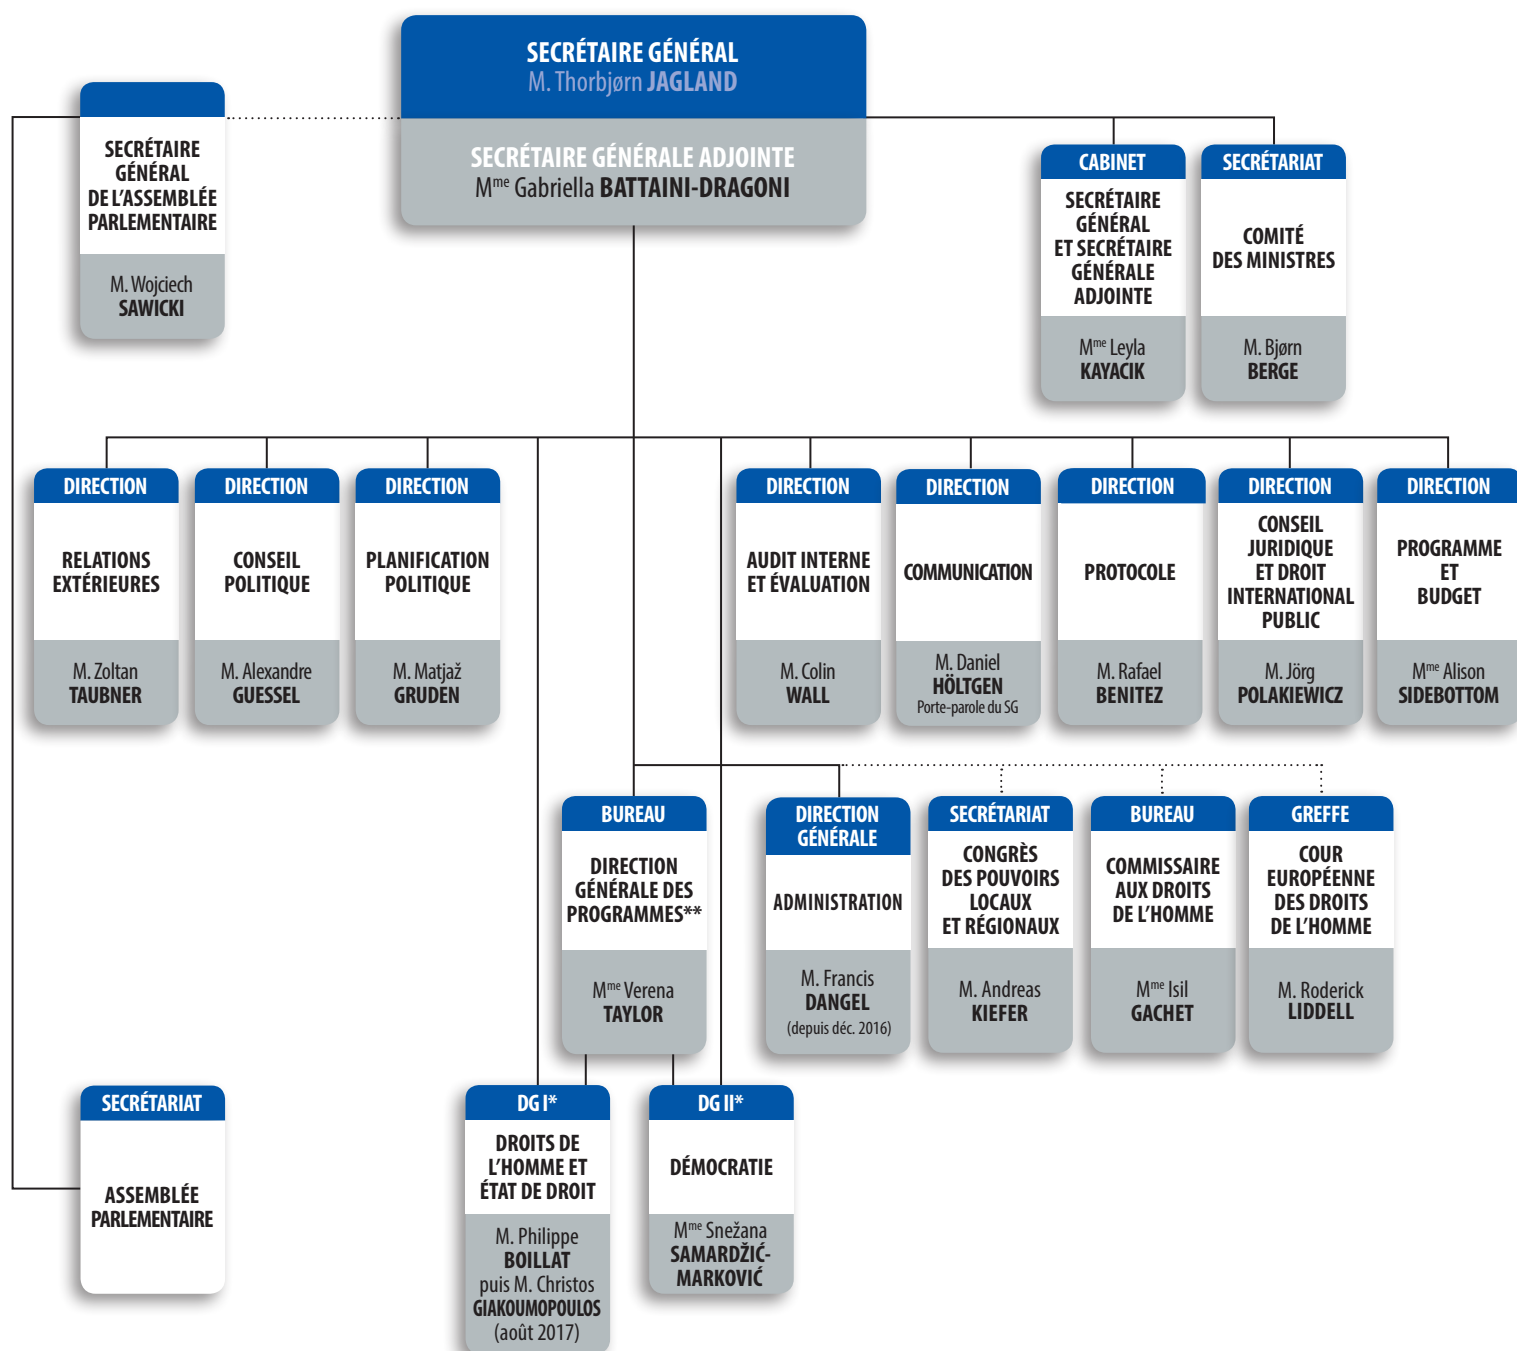 SECRÉTAIRE GÉNÉRAL
M. Thorbjørn JAGLAND
SECRÉTAIRE GÉNÉRALE ADJOINTE
Mme Gabriella BATTAINI-DRAGONI
SECRÉTAIRE
GÉNÉRAL
DE L'ASSEMBLÉE
PARLEMENTAIRE
M. Wojciech
SAWICKI
CABINET
SECRÉTAIRE
GÉNÉRAL
ET SECRÉTAIRE
GÉNÉRALE
ADJOINTE
Mme Leyla
KAYACIK
SECRÉTARIAT
COMITÉ
DES MINISTRES
M. Bjørn
BERGE
DIRECTION
RELATIONS
EXTÉRIEURES
M. Zoltan
TAUBNER
DIRECTION
CONSEIL
POLITIQUE
M. Alexandre
GUESSEL
DIRECTION
PLANIFICATION
POLITIQUE
M. Matjaž
GRUDEN
DIRECTION
AUDIT INTERNE
ET ÉVALUATION
M. Colin
WALL
DIRECTION
COMMUNICATION
M. Daniel
HÖLTGEN
Porte-parole du SG
DIRECTION
PROTOCOLE
M. Rafael
BENITEZ
DIRECTION
CONSEIL
JURIDIQUE
ET DROIT
INTERNATIONAL
PUBLIC
M. Jörg
POLAKIEWICZ
DIRECTION
PROGRAMME
ET
BUDGET
Mme Alison
SIDEBOTTOM
BUREAU
DIRECTION
GÉNÉRALE DES
PROGRAMMES**
Mme Verena
TAYLOR
DIRECTION
GÉNÉRALE
ADMINISTRATION
M. Francis
DANGEL
(depuis déc. 2016)
SECRÉTARIAT
CONGRÈS
DES POUVOIRS
LOCAUX
ET RÉGIONAUX
M. Andreas
KIEFER
BUREAU
COMMISSAIRE
AUX DROITS
DE L'HOMME
Mme Isil
GACHET
GREFFE
COUR
EUROPÉENNE
DES DROITS
DE L'HOMME
M. Roderick
LIDDELL
SECRÉTARIAT
ASSEMBLÉE
PARLEMENTAIRE
DG I*
DROITS DE
L'HOMME ET
ÉTAT DE DROIT
M. Philippe
BOILLAT
puis M. Christos
GIAKOUMOPOULOS
(août 2017)
DG II*
DÉMOCRATIE
Mme Snežana
SAMARDŽIĆ-
MARKOVIĆ